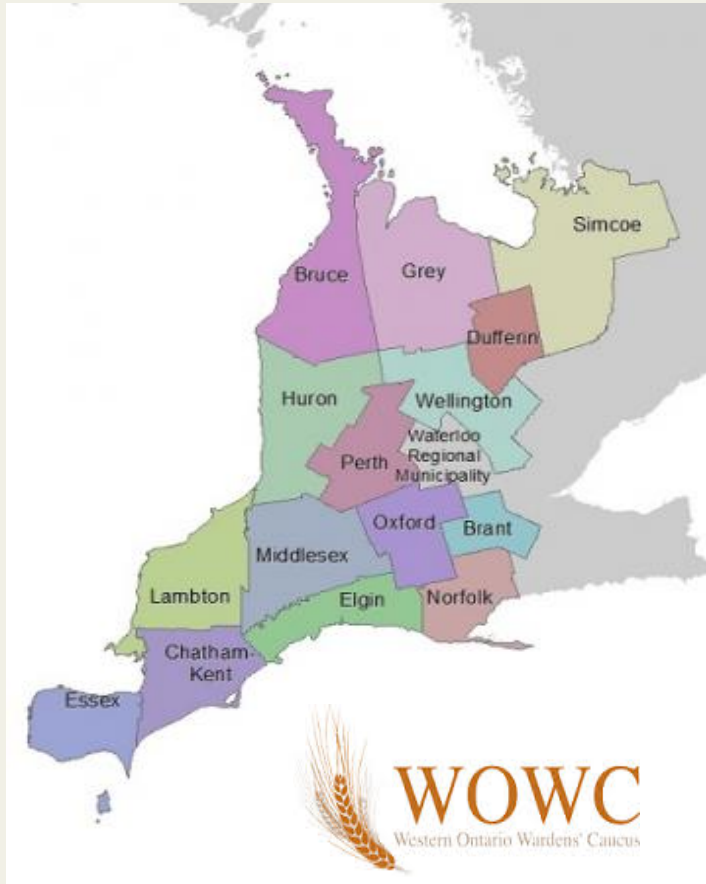 Simcoe
Bruce
Grey
Dufferin
Huron
Wellington
Waterloo
Regional
Municipality
Perth
Oxford
Brant
Middlesex
Lambton
Elgin
Norfolk
Chatham-
Kent
Essex
WOWC
Western Ontario Wardens' Caucus